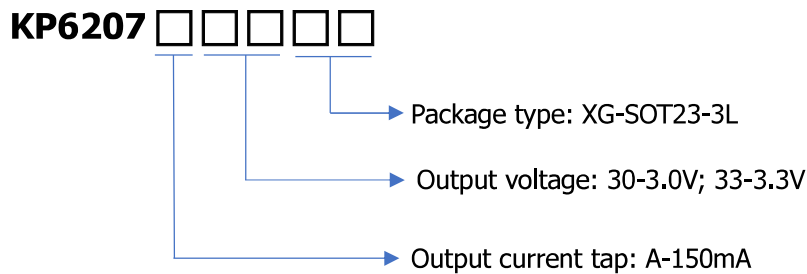 KP6207□□□□□
Package type: XG-SOT23-3L
Output voltage: 30-3.0V; 33-3.3V
Output current tap: A-150mA